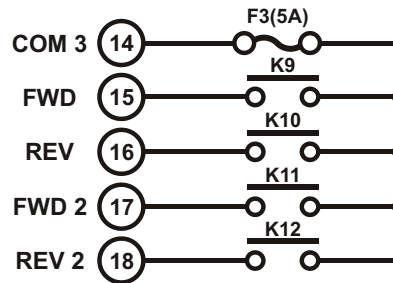 F3(5A)
COM 3 14
K9
FWD 15
K10
REV 16
K11
FWD 2 17
K12
REV 2 18